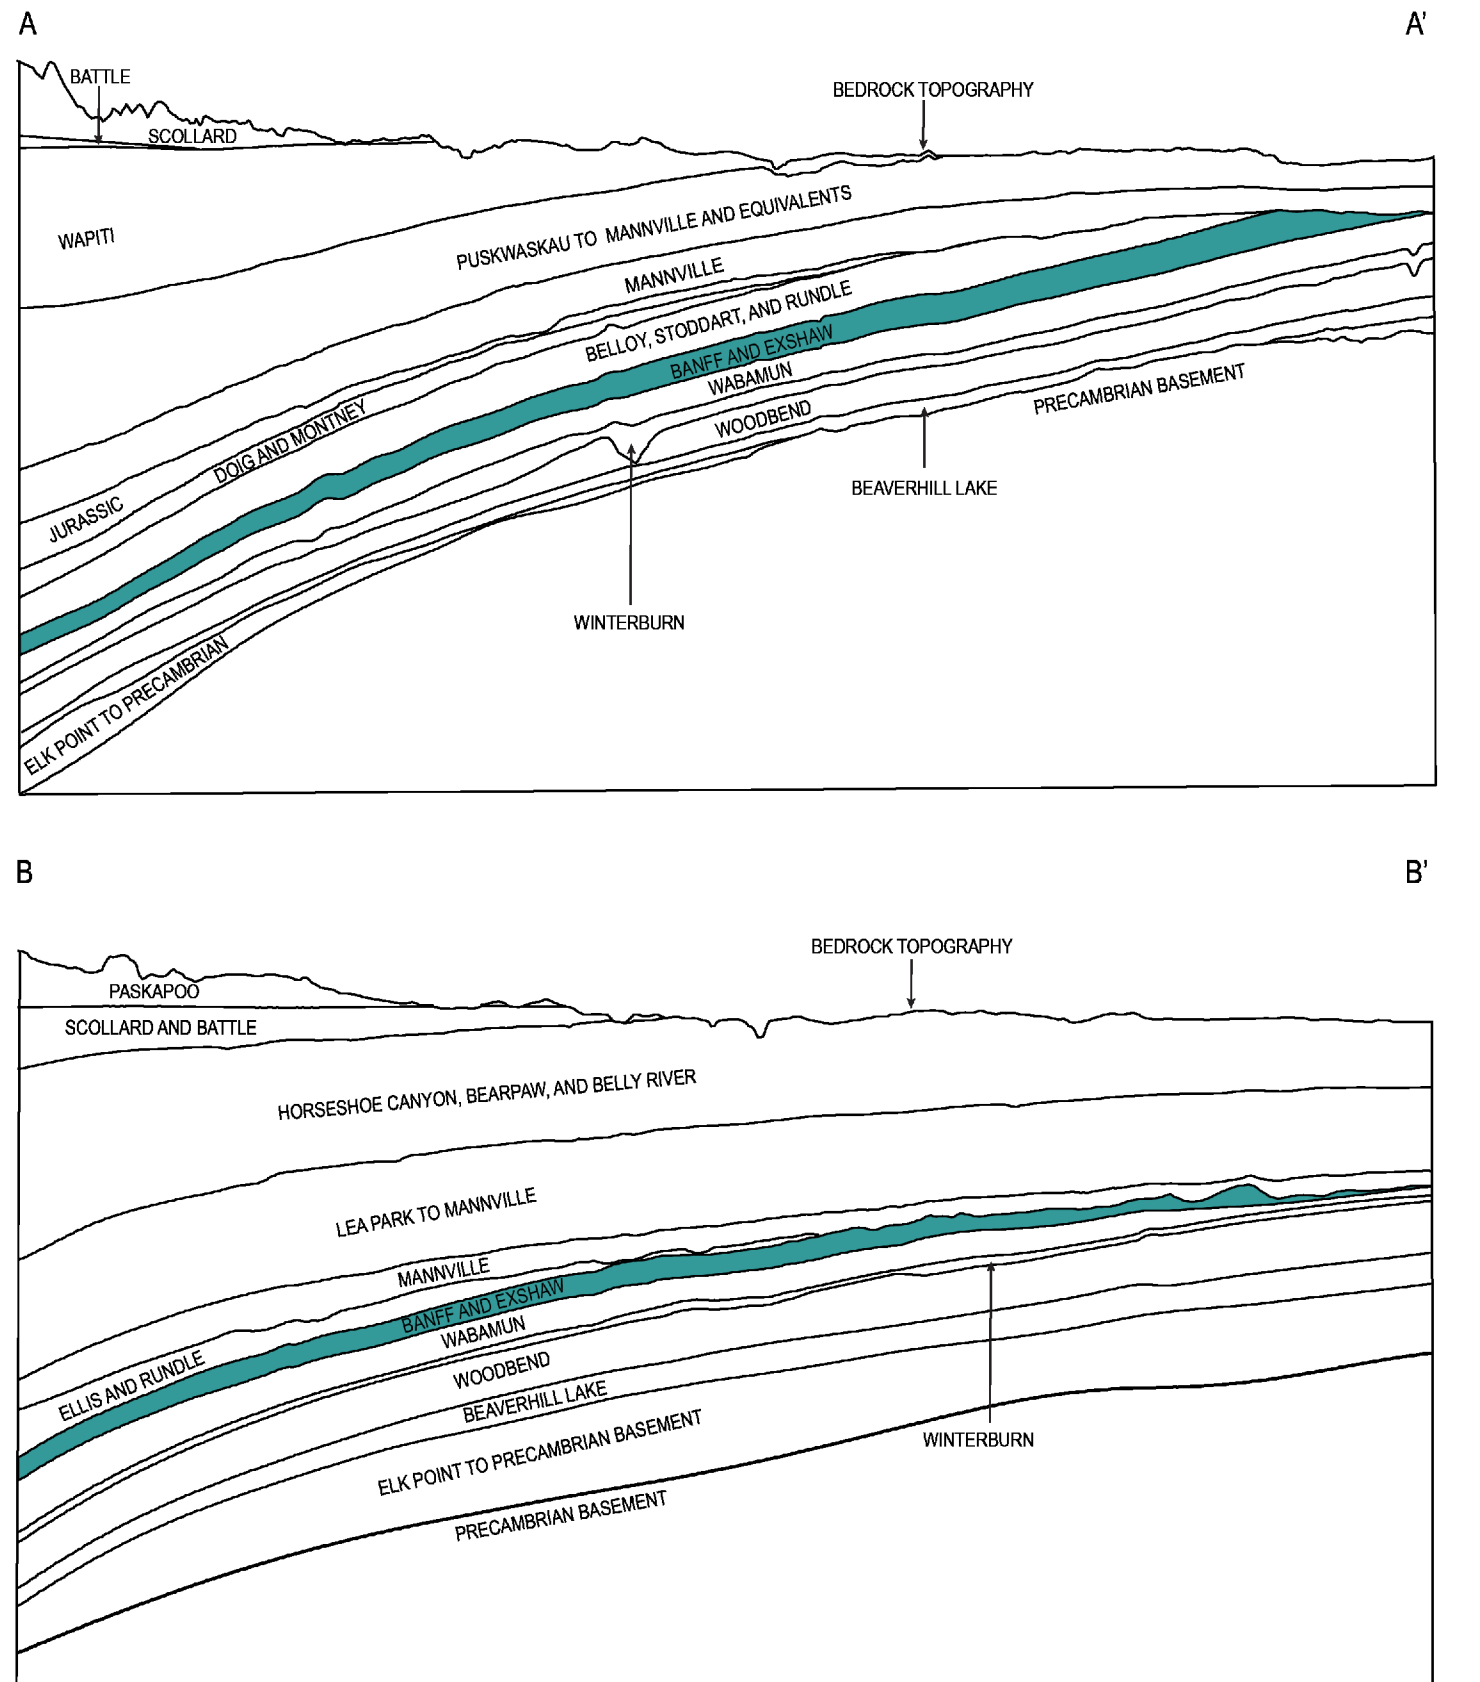 A
A'
BATTLE
BEDROCK TOPOGRAPHY
SCOLLARD
WAPITI
PUSKWASKAU TO MANNVILLE AND EQUIVALENTS
MANNVILLE
BELLOY, STODDART, AND RUNDLE
BANFF AND EXSHAW
WABAMUN
PRECAMBRIAN BASEMENT
WOODBEND
DOIG AND MONTNEY
BEAVERHILL LAKE
JURASSIC
WINTERBURN
ELK POINT TO PRECAMBRIAN
B
B'
BEDROCK TOPOGRAPHY
PASKAPOO
SCOLLARD AND BATTLE
HORSESHOE CANYON, BEARPAW, AND BELLY RIVER
LEA PARK TO MANNVILLE
MANNVILLE
BANFF AND EXSHAW
WABAMUN
ELLIS AND RUNDLE
WOODBEND
BEAVERHILL LAKE
WINTERBURN
ELK POINT TO PRECAMBRIAN BASEMENT
PRECAMBRIAN BASEMENT